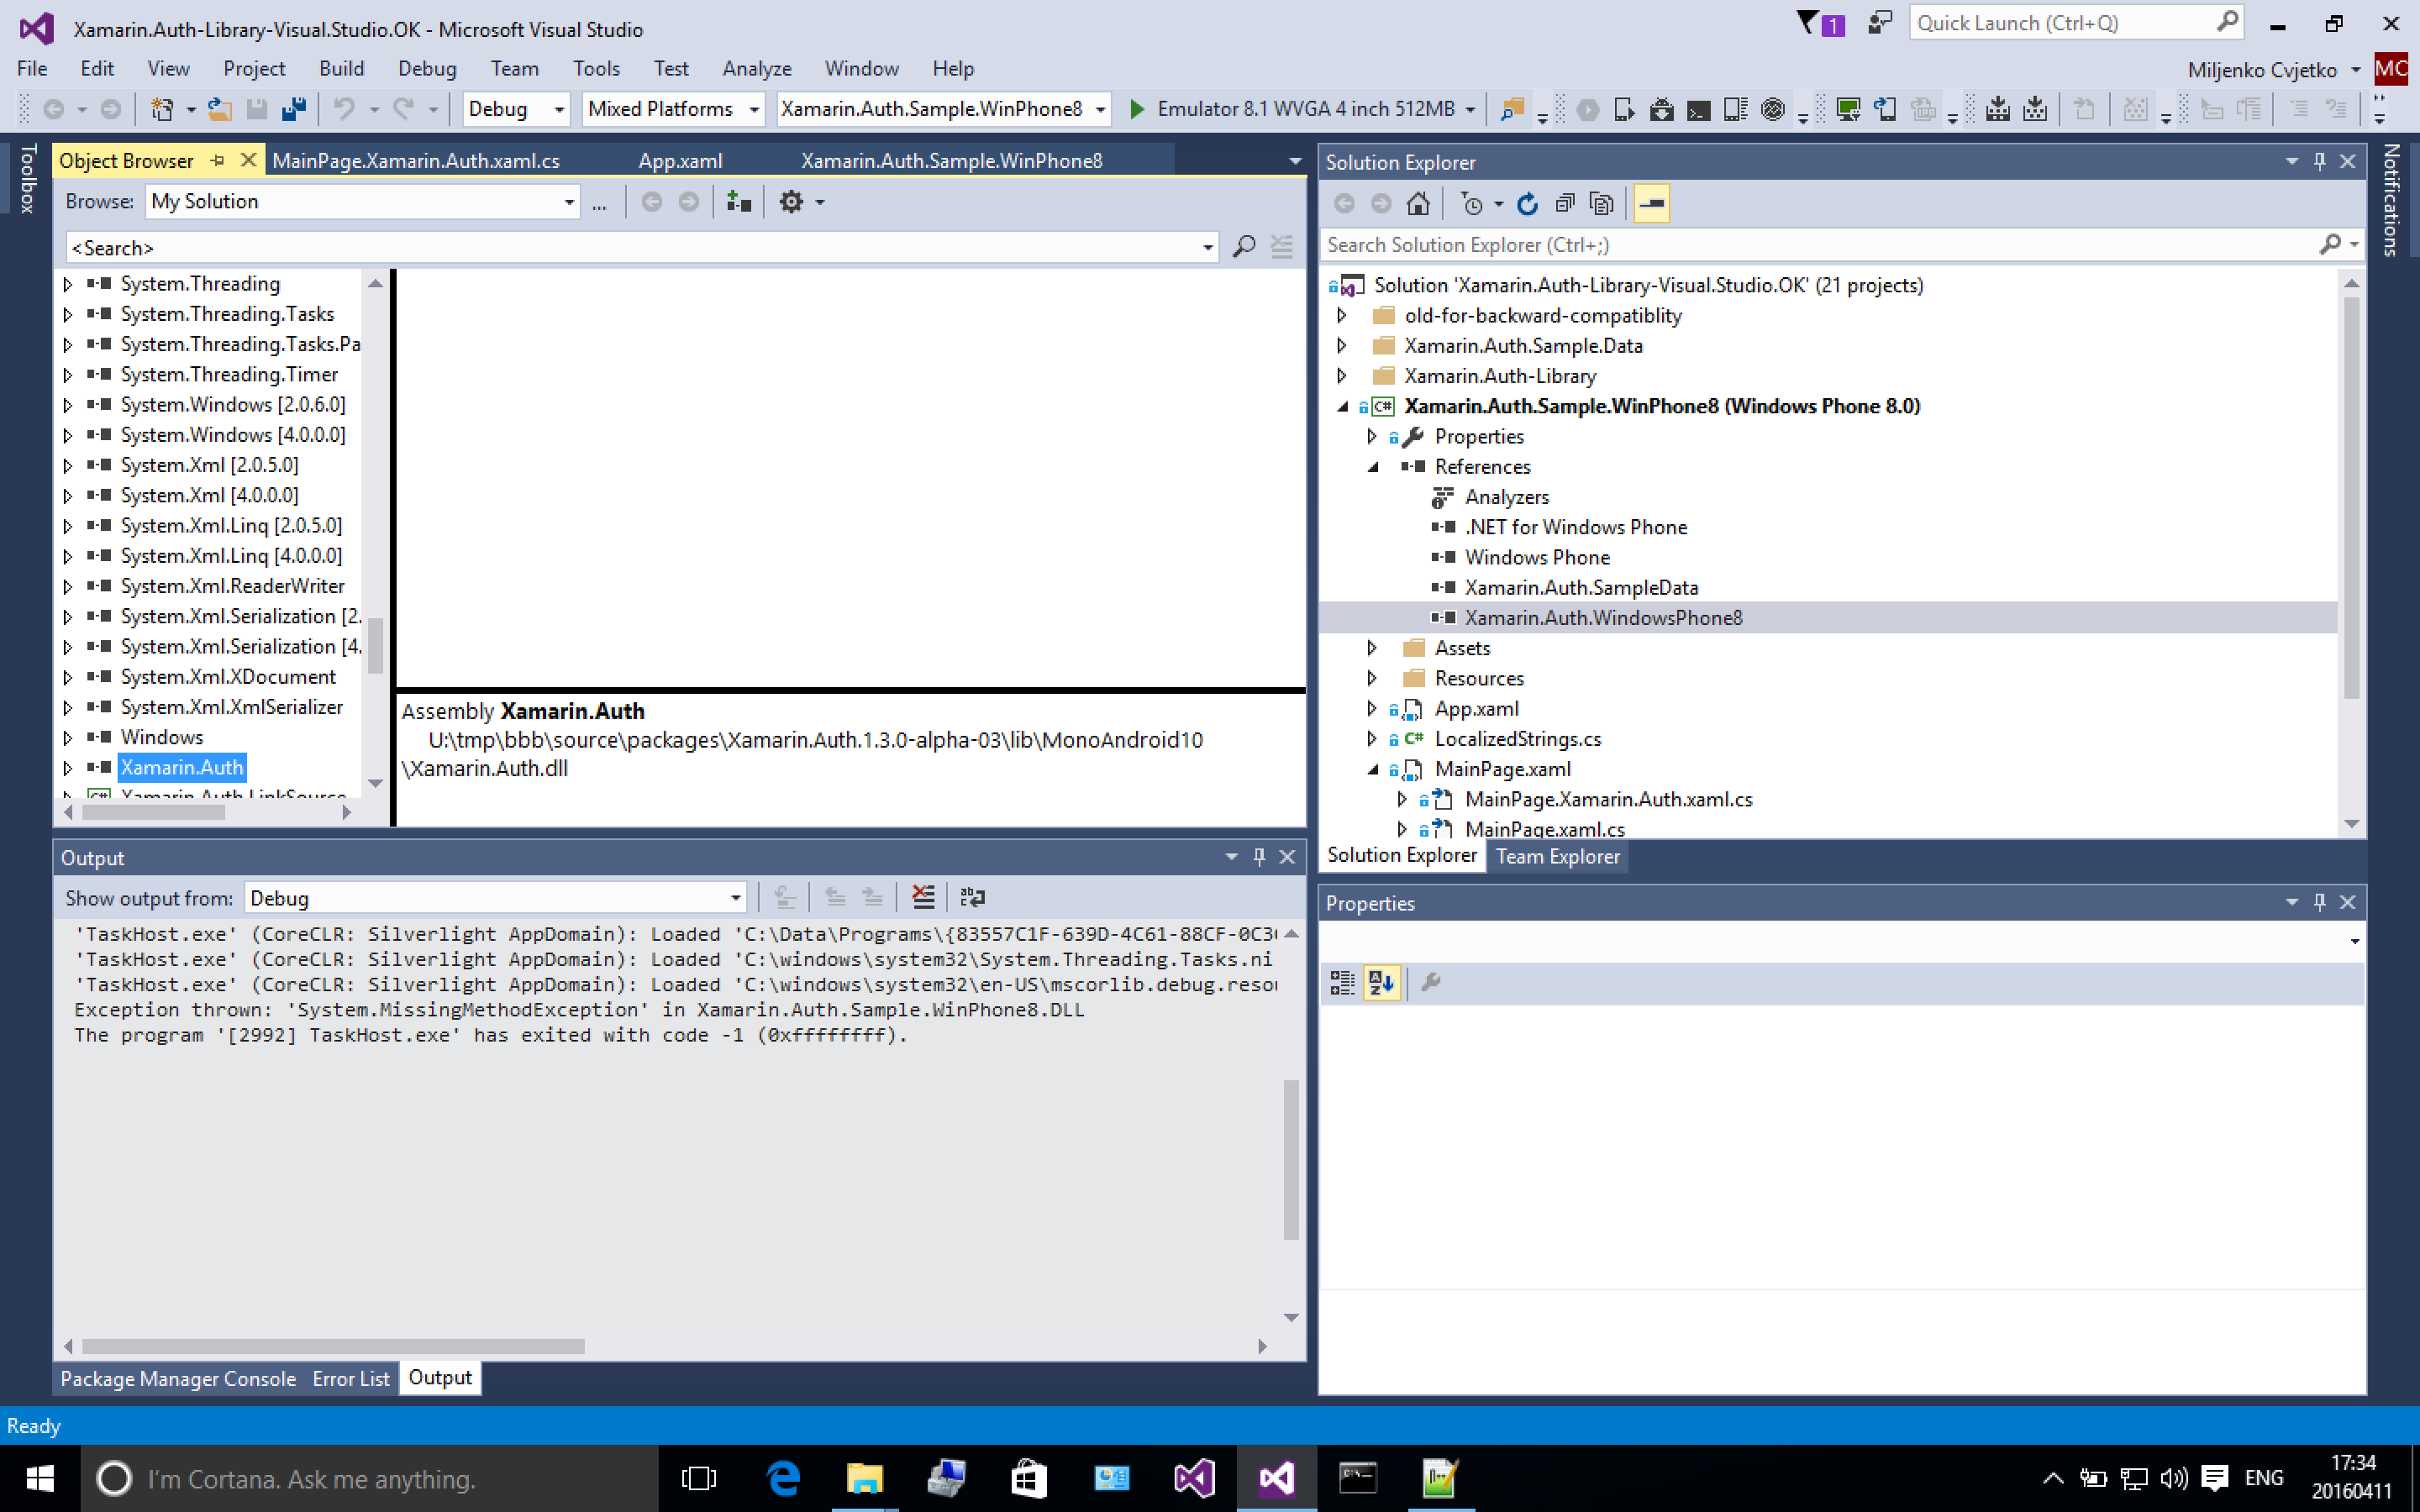 Xamarin.Auth-Library-Visual.Studio.OK - Microsoft Visual Studio
1
Quick Launch (Ctrl+Q)
File Edit View Project Build Debug Team Tools Test Analyze Window Help
Miljenko Cvjetko
MC
Debug
Mixed Platforms
Xamarin.Auth.Sample.WinPhone8
Emulator 8.1 WVGA 4 inch 512MB
Toolbox
Object Browser
MainPage.Xamarin.Auth.xaml.cs
App.xaml
Xamarin.Auth.Sample.WinPhone8
Browse: My Solution
...
<Search>
System.Threading
System.Threading.Tasks
System.Threading.Tasks.Pa
System.Threading.Timer
System.Windows [2.0.6.0]
System.Windows [4.0.0.0]
System.Xml [2.0.5.0]
System.Xml [4.0.0.0]
System.Xml.Linq [2.0.5.0]
System.Xml.Linq [4.0.0.0]
System.Xml.ReaderWriter
System.Xml.Serialization [2.
System.Xml.Serialization [4.
System.Xml.XDocument
System.Xml.XmlSerializer
Windows
Xamarin.Auth
Xamarin.Auth.LinkSource
Assembly Xamarin.Auth
U:\tmp\bbb\source\packages\Xamarin.Auth.1.3.0-alpha-03\lib\MonoAndroid10
\Xamarin.Auth.dll
Output
Show output from: Debug
'TaskHost.exe' (CoreCLR: Silverlight AppDomain): Loaded 'C:\Data\Programs\{83557C1F-639D-4C61-88CF-0C3
'TaskHost.exe' (CoreCLR: Silverlight AppDomain): Loaded 'C:\windows\system32\System.Threading.Tasks.ni
'TaskHost.exe' (CoreCLR: Silverlight AppDomain): Loaded 'C:\windows\system32\en-US\mscorlib.debug.resou
Exception thrown: 'System.MissingMethodException' in Xamarin.Auth.Sample.WinPhone8.DLL
The program '[2992] TaskHost.exe' has exited with code -1 (0xffffffff).
Package Manager Console
Error List
Output
Solution Explorer
Search Solution Explorer (Ctrl+;)
Solution 'Xamarin.Auth-Library-Visual.Studio.OK' (21 projects)
old-for-backward-compatiblity
Xamarin.Auth.Sample.Data
Xamarin.Auth-Library
C# Xamarin.Auth.Sample.WinPhone8 (Windows Phone 8.0)
Properties
References
Analyzers
.NET for Windows Phone
Windows Phone
Xamarin.Auth.SampleData
Xamarin.Auth.WindowsPhone8
Assets
Resources
App.xaml
C# LocalizedStrings.cs
MainPage.xaml
MainPage.Xamarin.Auth.xaml.cs
MainPage.xaml.cs
Solution Explorer
Team Explorer
Properties
Notifications
Ready
I'm Cortana. Ask me anything.
ENG
17:34
20160411